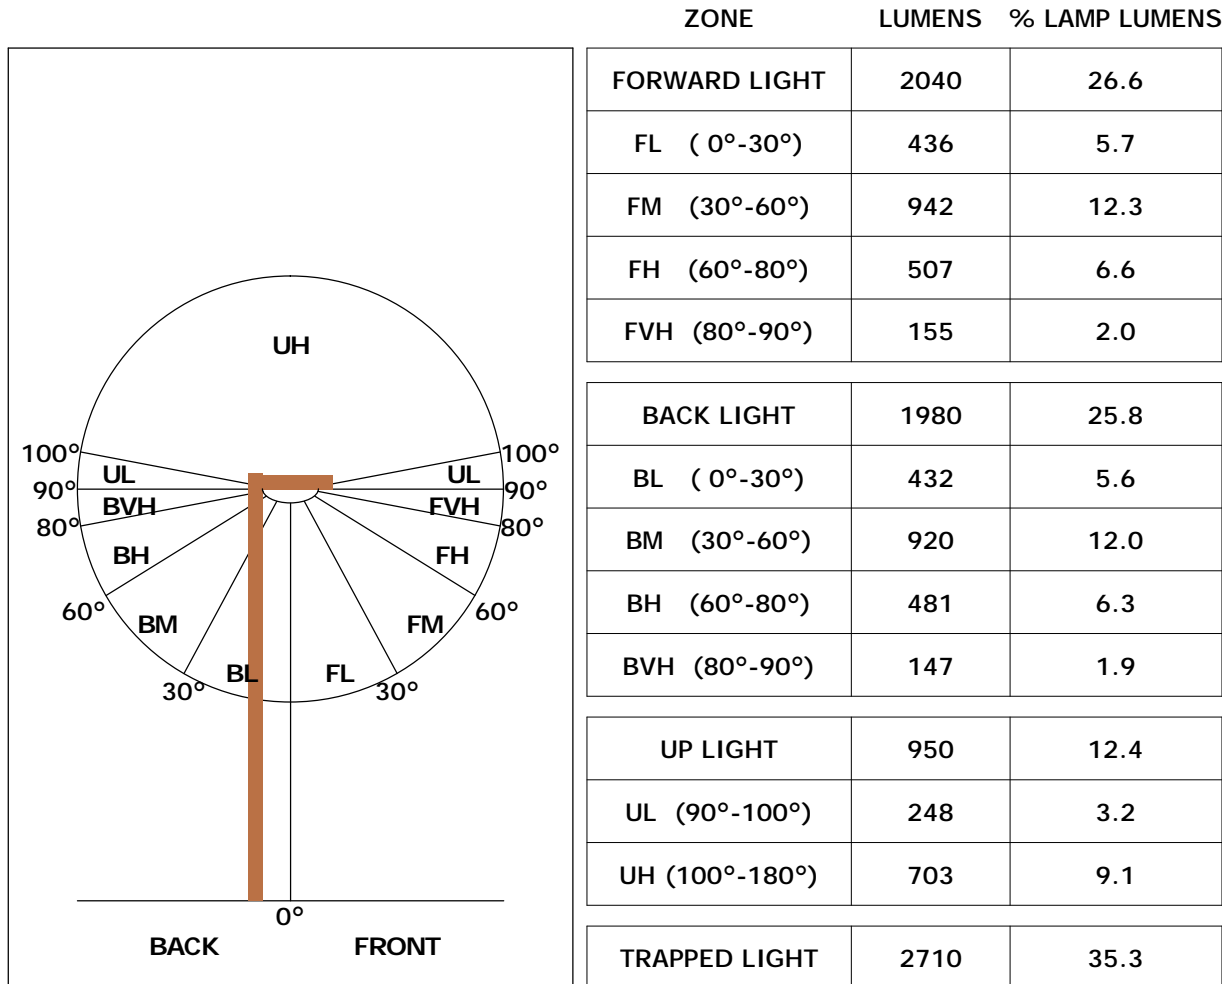 ZONE LUMENS % LAMP LUMENS
FORWARD LIGHT 2040 26.6
FL ( 0°-30°) 436 5.7
FM (30°-60°) 942 12.3
FH (60°-80°) 507 6.6
FVH (80°-90°) 155 2.0
BACK LIGHT 1980 25.8
BL ( 0°-30°) 432 5.6
BM (30°-60°) 920 12.0
BH (60°-80°) 481 6.3
BVH (80°-90°) 147 1.9
UP LIGHT 950 12.4
UL (90°-100°) 248 3.2
UH (100°-180°) 703 9.1
TRAPPED LIGHT 2710 35.3
UH
100° 100°
UL UL
90° 90°
BVH FVH
80° 80°
BH FH
60° 60°
BM FM
BL FL
30° 30°
0°
BACK FRONT